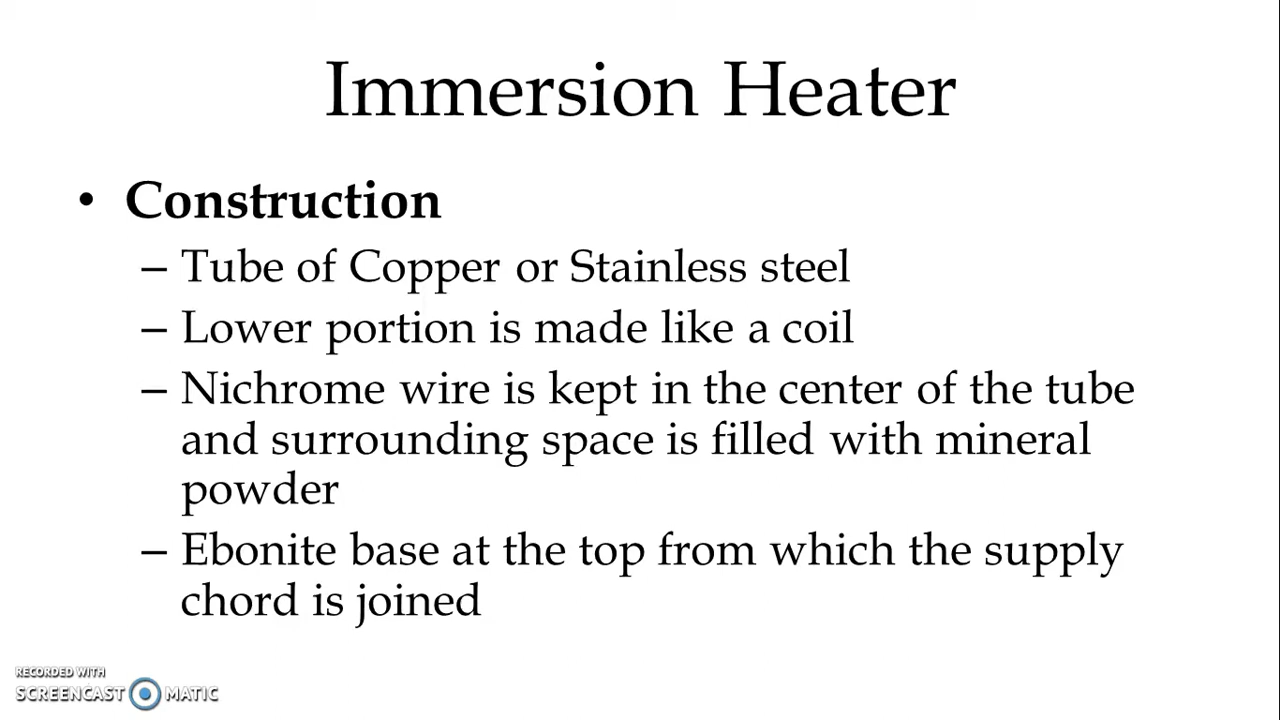 Immersion Heater
• Construction
– Tube of Copper or Stainless steel
– Lower portion is made like a coil
– Nichrome wire is kept in the center of the tube
and surrounding space is filled with mineral
powder
– Ebonite base at the top from which the supply
chord is joined
RECORDED WITH
SCREENCAST MATIC